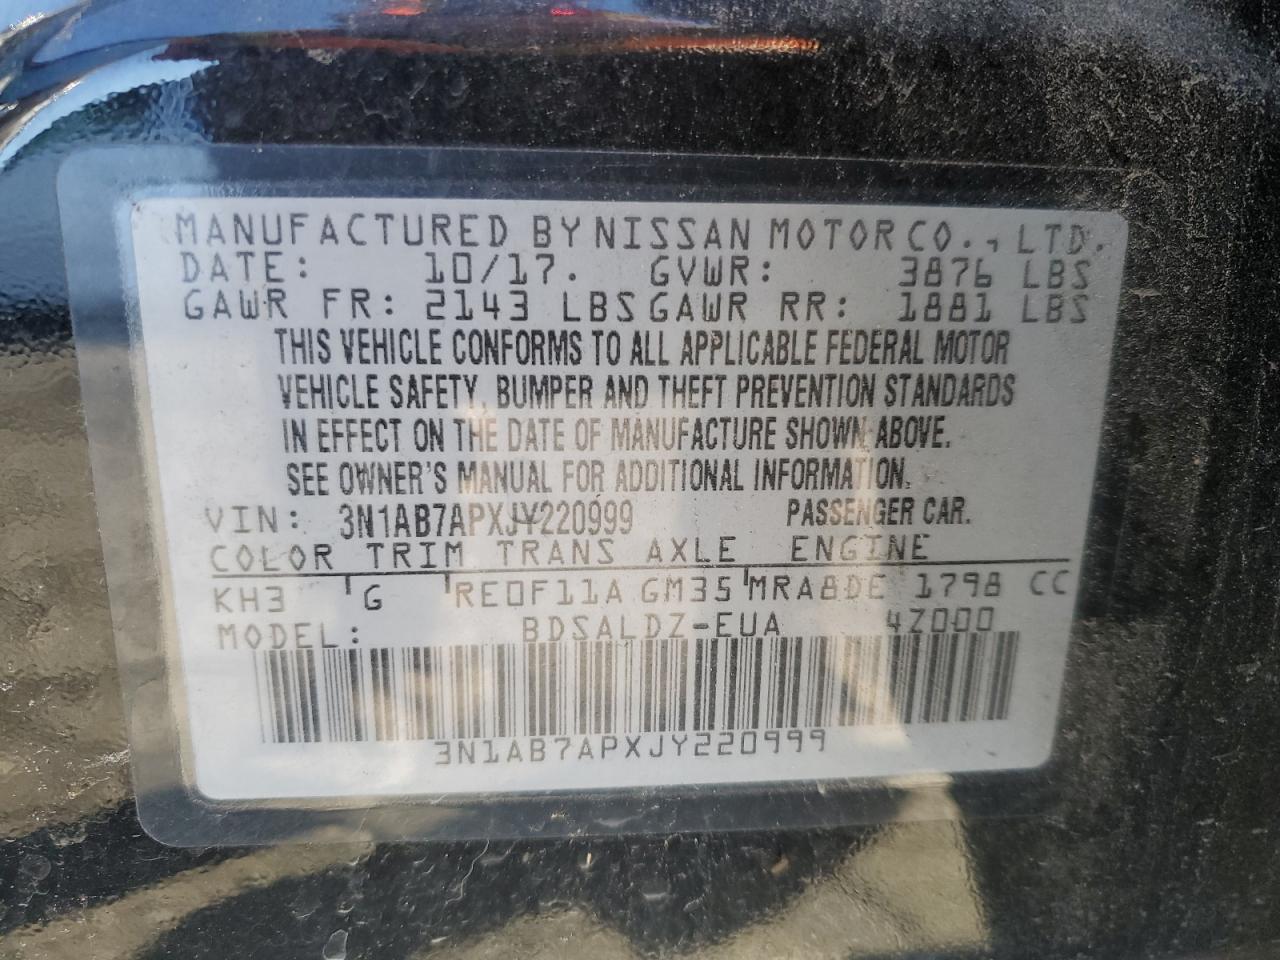 MANUFACTURED BY NISSAN MOTOR CO., LTD.
DATE: 10/17. GVWR: 3876 LBS
GAWR FR: 2143 LBS GAWR RR: 1881 LBS
THIS VEHICLE CONFORMS TO ALL APPLICABLE FEDERAL MOTOR
VEHICLE SAFETY, BUMPER AND THEFT PREVENTION STANDARDS
IN EFFECT ON THE DATE OF MANUFACTURE SHOWN ABOVE.
SEE OWNER'S MANUAL FOR ADDITIONAL INFORMATION.
VIN: 3N1AB7APXJY220999 PASSENGER CAR.
COLOR TRIM TRANS AXLE ENGINE
KH3 G RE0F11A GM35 MRA8DE 1798 CC
MODEL: BDSALDZ-EUA 4Z000
3N1AB7APXJY220999